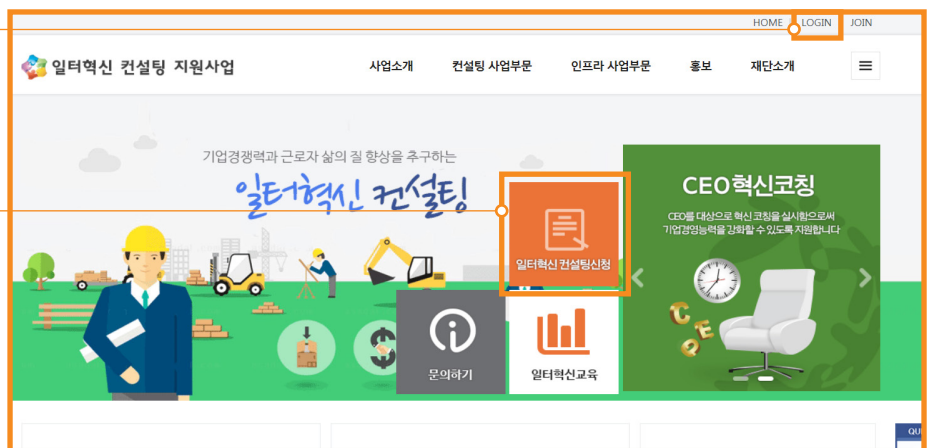 HOME LOGIN JOIN
일터혁신 컨설팅 지원사업
사업소개 컨설팅 사업부문 인프라 사업부문 홍보 재단소개
기업경쟁력과 근로자 삶의 질 향상을 추구하는
일터혁신 컨설팅
일터혁신 컨설팅신청
CEO혁신코칭
CEO를 대상으로 혁신 코칭을 실시함으로써
기업경영능력을 강화할 수 있도록 지원합니다
C E Q
문의하기
일터혁신교육
QU